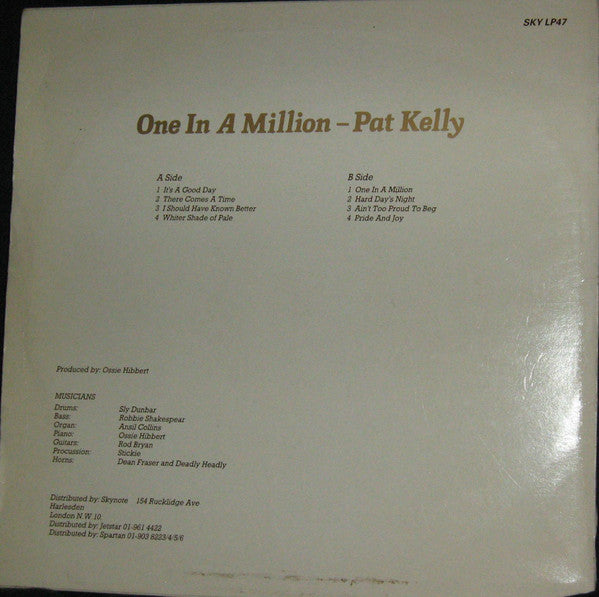 SKY LP47
One In A Million – Pat Kelly
A Side
1 It's A Good Day
2 There Comes A Time
3 I Should Have Known Better
4 Whiter Shade of Pale
B Side
1 One In A Million
2 Hard Day's Night
3 Ain't Too Proud To Beg
4 Pride And Joy
Produced by: Ossie Hibbert
MUSICIANS
Drums: Sly Dunbar
Bass: Robbie Shakespear
Organ: Ansil Collins
Piano: Ossie Hibbert
Guitars: Rod Bryan
Procussion: Stickie
Horns: Dean Fraser and Deadly Headly
Distributed by: Skynote 154 Rucklidge Ave
Harlesden
London N.W 10.
Distributed by: Jetstar 01-961 4422
Distributed by: Spartan 01-903 8223/4/5/6